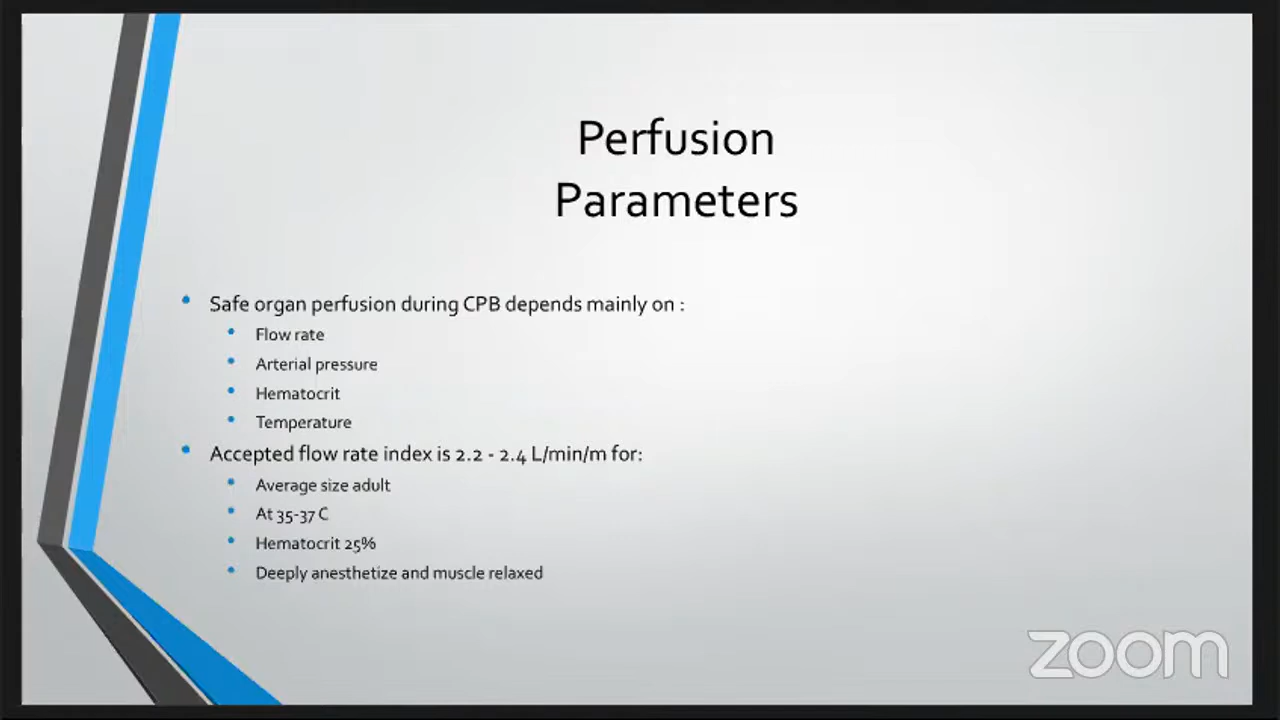 Perfusion
Parameters
Safe organ perfusion during CPB depends mainly on :
Flow rate
Arterial pressure
Hematocrit
Temperature
Accepted flow rate index is 2.2 - 2.4 L/min/m for:
Average size adult
At 35-37 C
Hematocrit 25%
Deeply anesthetize and muscle relaxed
zoom